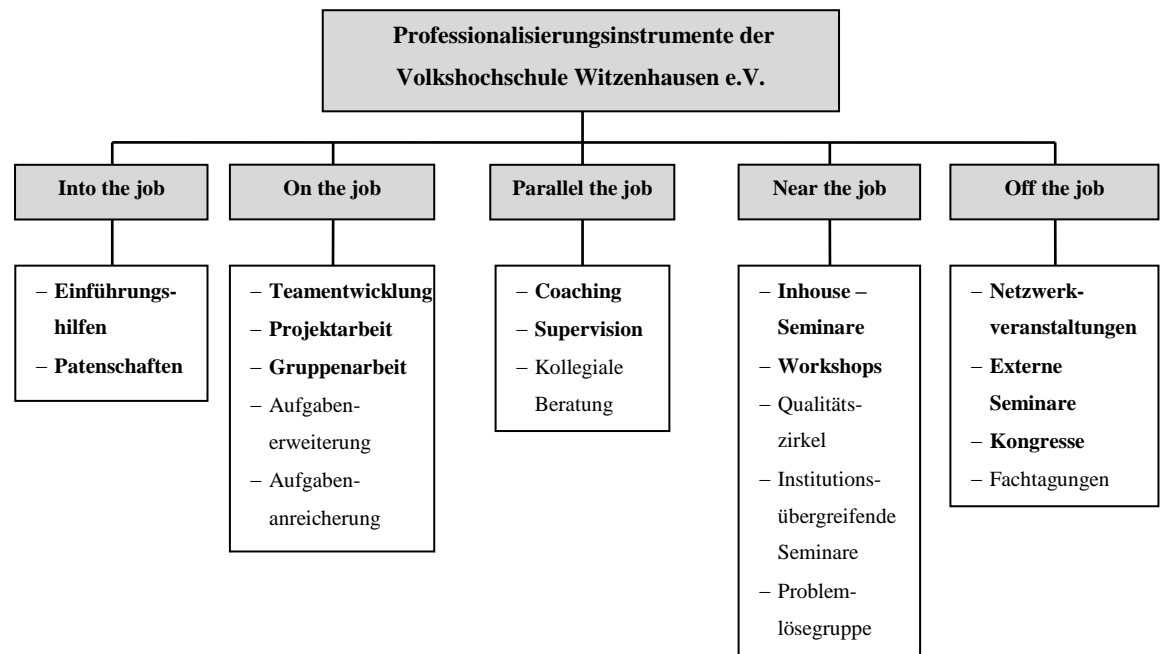 Professionalisierungsinstrumente der
Volkshochschule Witzenhausen e.V.
Into the job
On the job
Parallel the job
Near the job
Off the job
– Einführungs-
hilfen
– Patenschaften
– Teamentwicklung
– Projektarbeit
– Gruppenarbeit
– Aufgaben-
erweiterung
– Aufgaben-
anreicherung
– Coaching
– Supervision
– Kollegiale
Beratung
– Inhouse –
Seminare
– Workshops
– Qualitäts-
zirkel
– Institutions-
übergreifende
Seminare
– Problem-
lösegruppe
– Netzwerk-
veranstaltungen
– Externe
Seminare
– Kongresse
– Fachtagungen